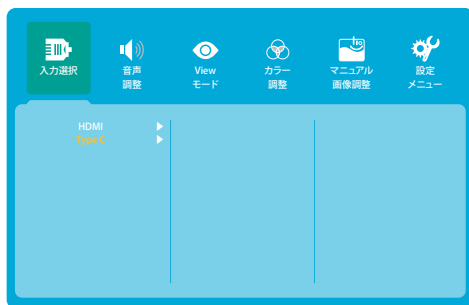 入力選択
音声
調整
View
モード
カラー
調整
マニュアル
画像調整
設定
メニュー
HDMI
Type C